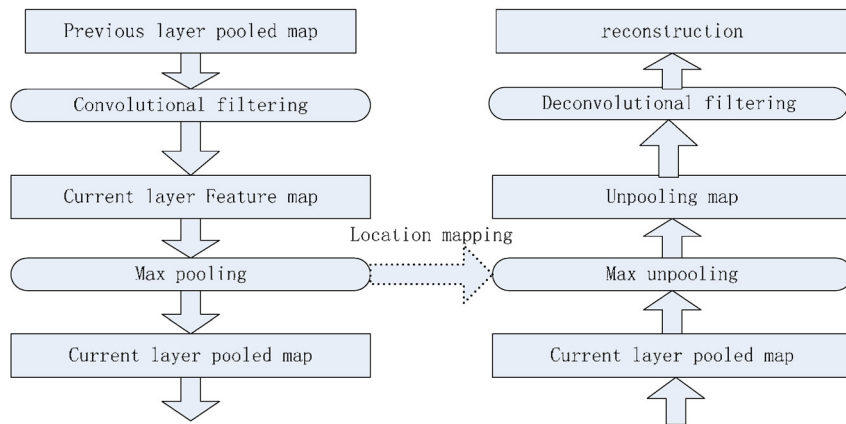 Previous layer pooled map
Convolutional filtering
Current layer Feature map
Max pooling
Current layer pooled map
Location mapping
reconstruction
Deconvolutional filtering
Unpooling map
Max unpooling
Current layer pooled map